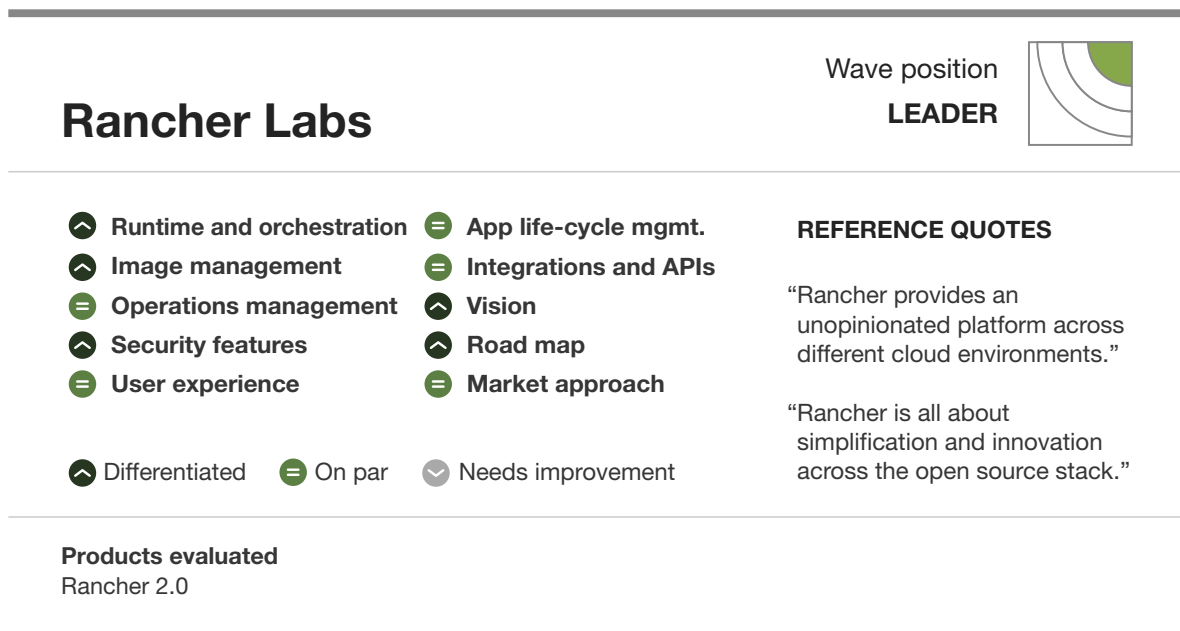 Wave position
LEADER
Rancher Labs
Runtime and orchestration
Image management
Operations management
Security features
User experience
App life-cycle mgmt.
Integrations and APIs
Vision
Road map
Market approach
Differentiated
On par
Needs improvement
REFERENCE QUOTES
“Rancher provides an
unopinionated platform across
different cloud environments.”
“Rancher is all about
simplification and innovation
across the open source stack.”
Products evaluated
Rancher 2.0